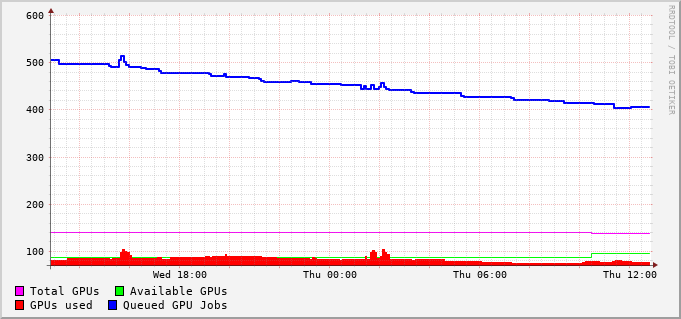 600
500
400
300
200
100
Wed 18:00 Thu 00:00 Thu 06:00 Thu 12:00
Total GPUs Available GPUs
GPUs used Queued GPU Jobs
RRDTOOL / TOBI OETIKER